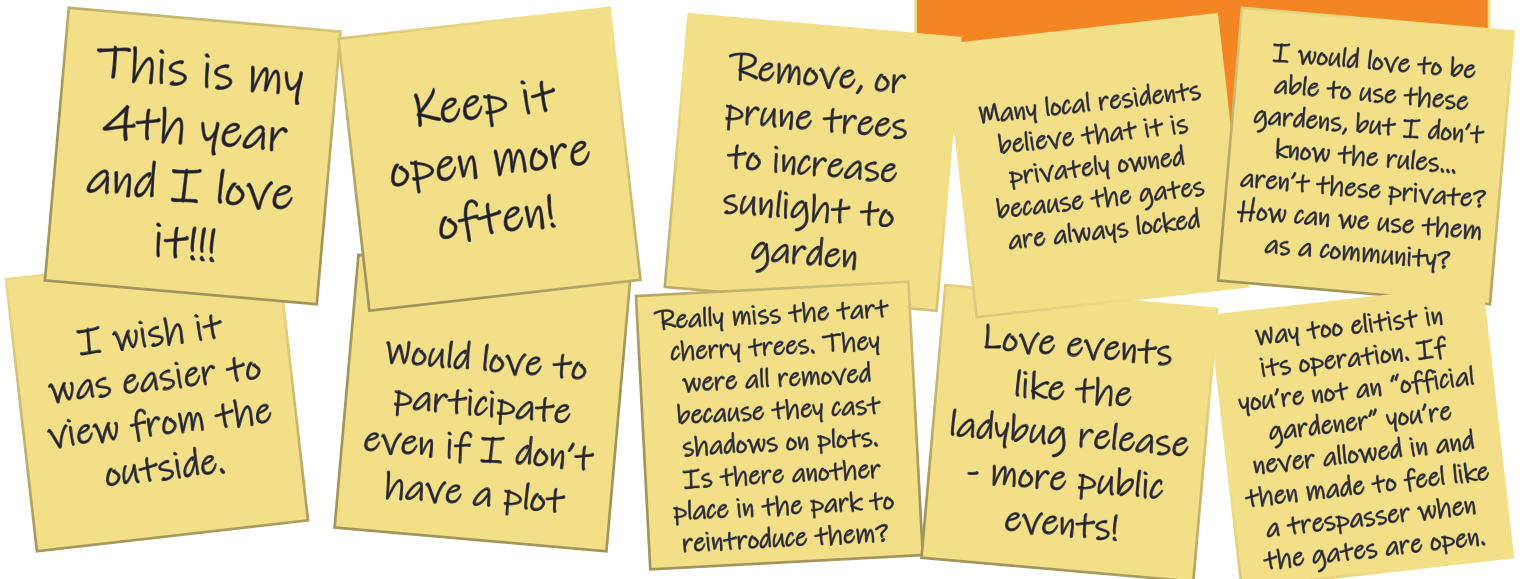 This is my
4th year
and I love
it!!!
Keep it
open more
often!
Remove, or
prune trees
to increase
sunlight to
garden
Many local residents
believe that it is
privately owned
because the gates
are always locked
I would love to be
able to use these
gardens, but I don't
know the rules...
aren't these private?
How can we use them
as a community?
I wish it
was easier to
view from the
outside.
Would love to
participate
even if I don't
have a plot
Really miss the tart
cherry trees. They
were all removed
because they cast
shadows on plots.
Is there another
place in the park to
reintroduce them?
Love events
like the
ladybug release
- more public
events!
Way too elitist in
its operation. If
you're not an "official
gardener" you're
never allowed in and
then made to feel like
a trespasser when
the gates are open.